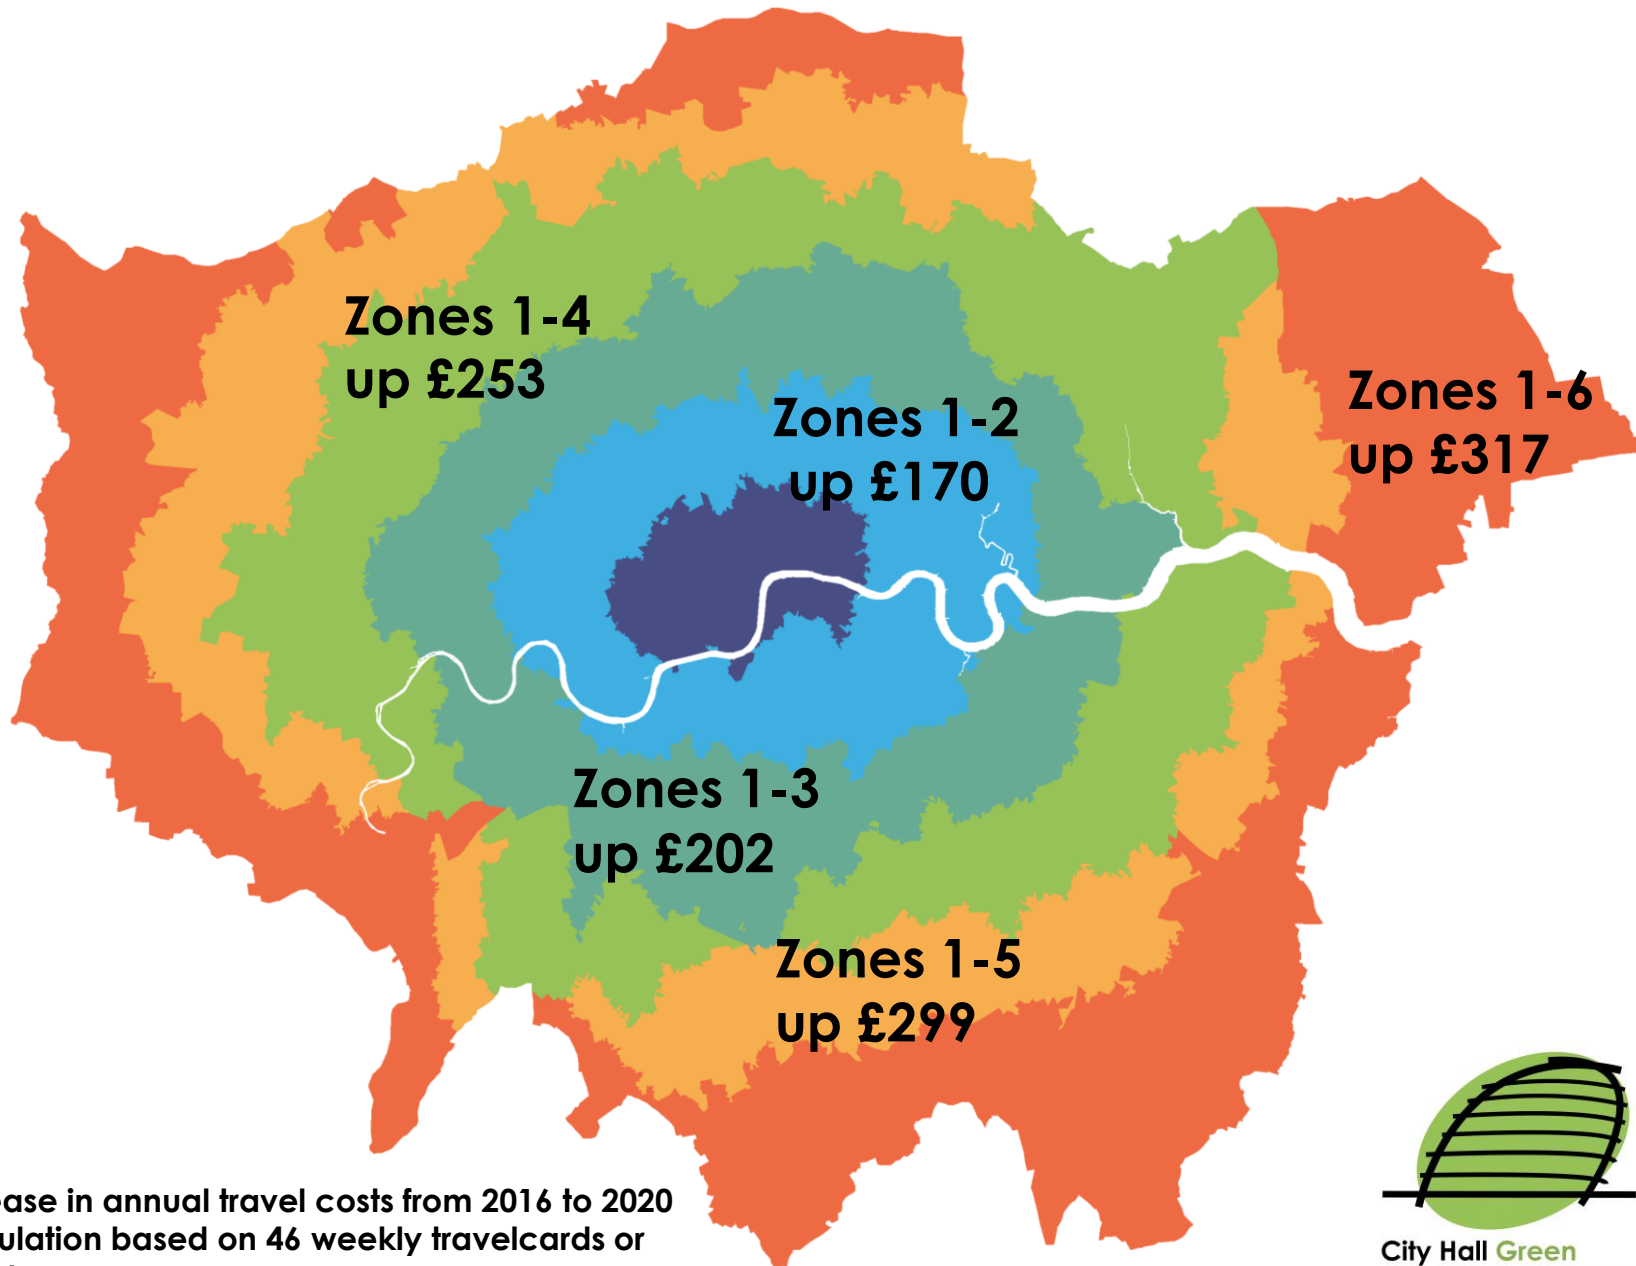 Zones 1-4
up £253
Zones 1-2
up £170
Zones 1-6
up £317
Zones 1-3
up £202
Zones 1-5
up £299
ease in annual travel costs from 2016 to 2020
ulation based on 46 weekly travelcards or
City Hall Green